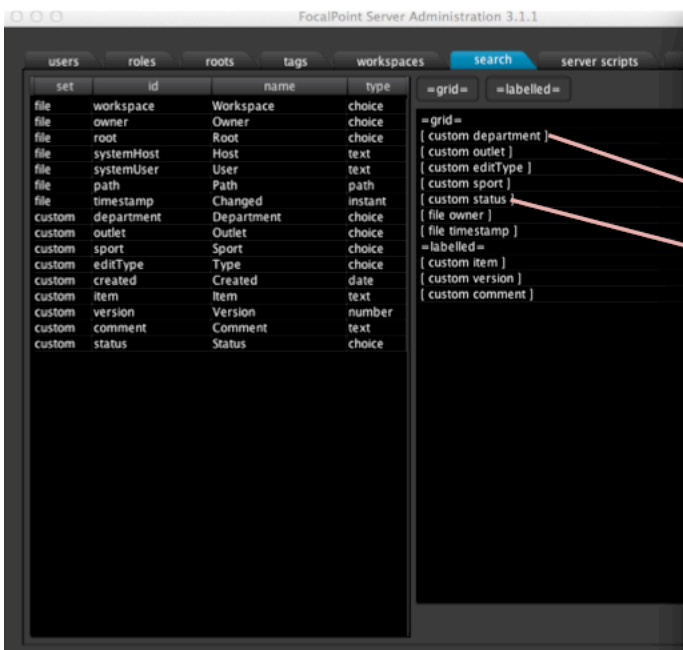 FocalPoint Server Administration 3.1.1
users roles roots tags workspaces search server scripts
set id name type
file workspace Workspace choice
file owner Owner choice
file root Root choice
file systemHost Host text
file systemUser User text
file path Path path
file timestamp Changed instant
custom department Department choice
custom outlet Outlet choice
custom sport Sport choice
custom editType Type choice
custom created Created date
custom item Item text
custom version Version number
custom comment Comment text
custom status Status choice
=grid= =labelled=
=grid=
[ custom department ]
[ custom outlet ]
[ custom editType ]
[ custom sport ]
[ custom status ]
[ file owner ]
[ file timestamp ]
=labelled=
[ custom item ]
[ custom version ]
[ custom comment ]